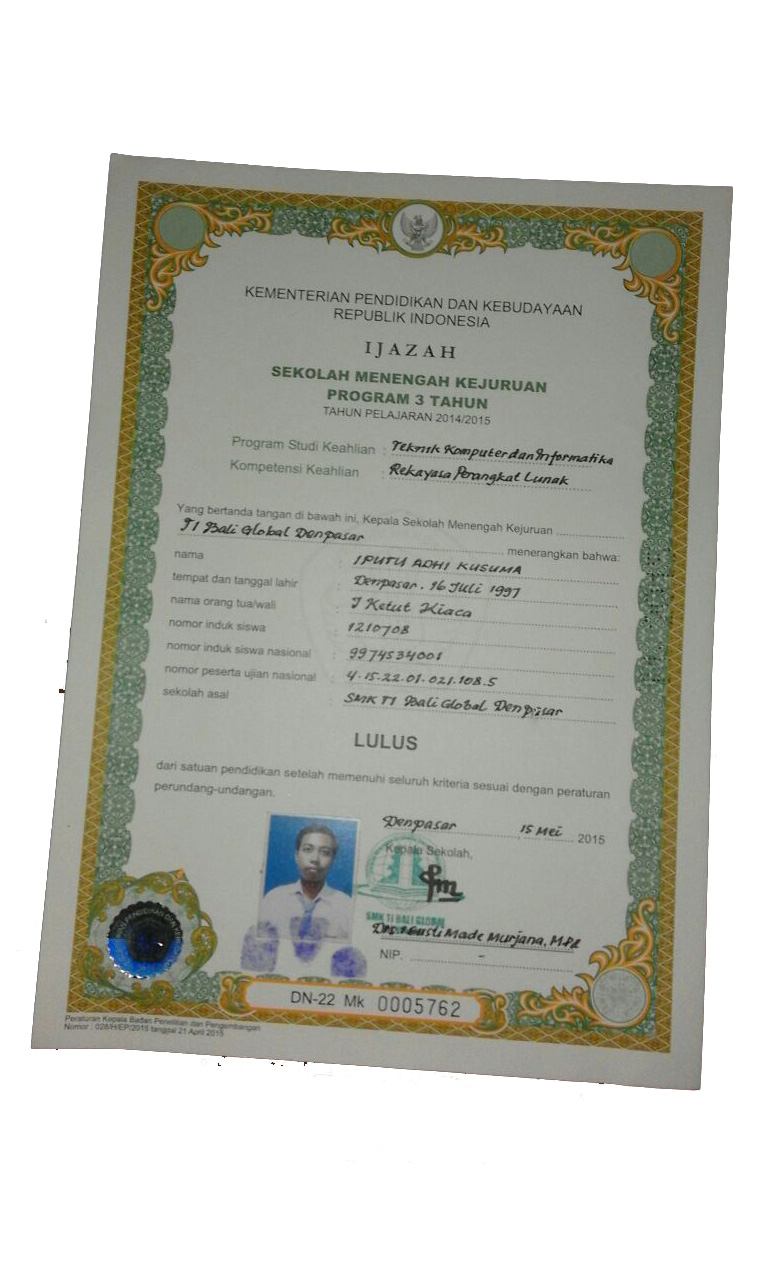 KEMENTERIAN PENDIDIKAN DAN KEBUDAYAAN
REPUBLIK INDONESIA
IJAZAH
SEKOLAH MENENGAH KEJURUAN
PROGRAM 3 TAHUN
TAHUN PELAJARAN 2014/2015
Program Studi Keahlian : Teknik Komputer dan Informatika
Kompetensi Keahlian : Rekayasa Perangkat Lunak
Yang bertanda tangan di bawah ini, Kepala Sekolah Menengah Kejuruan
TI Bali Global Denpasar menerangkan bahwa:
nama : I PUTU ADHI KUSUMA
tempat dan tanggal lahir : Denpasar, 16 Juli 1997
nama orang tua/wali : I Ketut Kiaca
nomor induk siswa : 1210708
nomor induk siswa nasional : 9974534001
nomor peserta ujian nasional : 4.15.22.01.021.108.5
sekolah asal : SMK TI Bali Global Denpasar
LULUS
dari satuan pendidikan setelah memenuhi seluruh kriteria sesuai dengan peraturan
perundang-undangan.
Denpasar 15 Mei 2015
Kepala Sekolah,
SMK TI BALI GLOBAL
Drs. I Gusti Made Murjana, M.Pd
NIP. -
DN-22 Mk 0005762
Peraturan Kepala Badan Penelitian dan Pengembangan
Nomor : 028/H/EP/2015 tanggal 21 April 2015